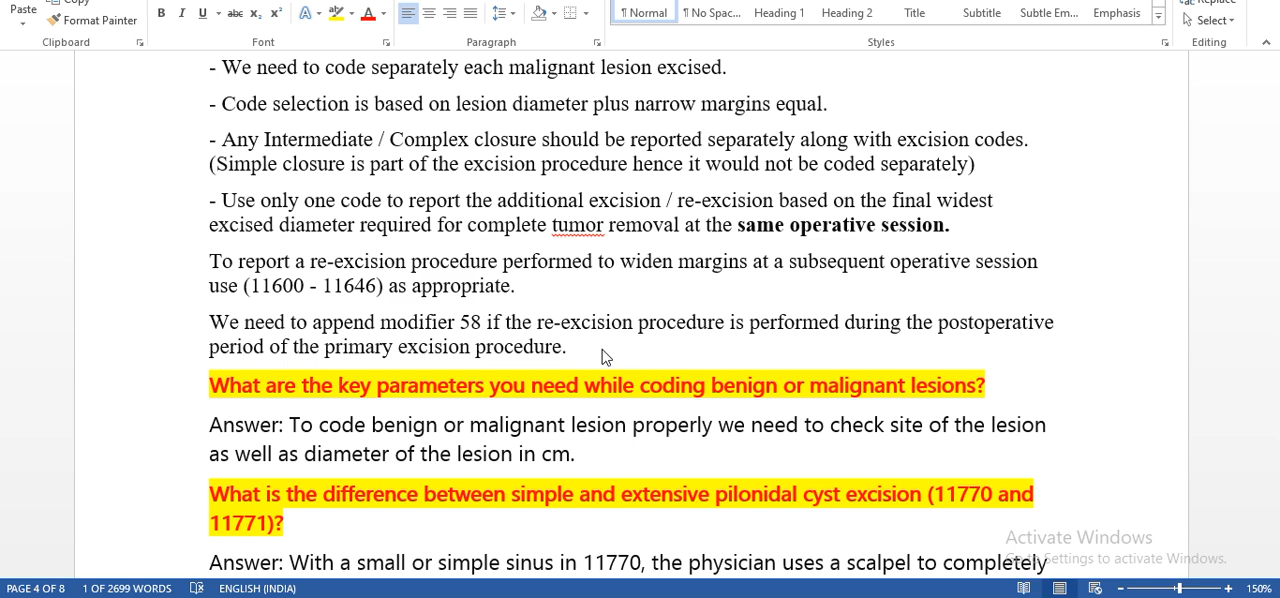 Copy
Replace
Paste
Format Painter
B I U abc X₂ X² A ab A
¶ Normal ¶ No Spac... Heading 1 Heading 2 Title Subtitle Subtle Em... Emphasis
Select
Clipboard Font Paragraph Styles Editing
- We need to code separately each malignant lesion excised.
- Code selection is based on lesion diameter plus narrow margins equal.
- Any Intermediate / Complex closure should be reported separately along with excision codes.
(Simple closure is part of the excision procedure hence it would not be coded separately)
- Use only one code to report the additional excision / re-excision based on the final widest
excised diameter required for complete tumor removal at the same operative session.
To report a re-excision procedure performed to widen margins at a subsequent operative session
use (11600 - 11646) as appropriate.
We need to append modifier 58 if the re-excision procedure is performed during the postoperative
period of the primary excision procedure.
What are the key parameters you need while coding benign or malignant lesions?
Answer: To code benign or malignant lesion properly we need to check site of the lesion
as well as diameter of the lesion in cm.
What is the difference between simple and extensive pilonidal cyst excision (11770 and
11771)?
Activate Windows
Go to Settings to activate Windows.
Answer: With a small or simple sinus in 11770, the physician uses a scalpel to completely
PAGE 4 OF 8 1 OF 2699 WORDS ENGLISH (INDIA) 150%